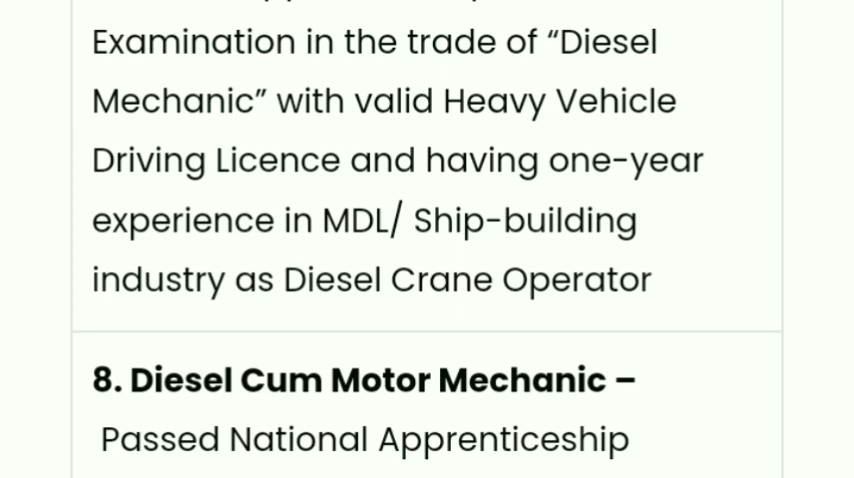 Examination in the trade of “Diesel
Mechanic” with valid Heavy Vehicle
Driving Licence and having one-year
experience in MDL/ Ship-building
industry as Diesel Crane Operator
8. Diesel Cum Motor Mechanic –
Passed National Apprenticeship